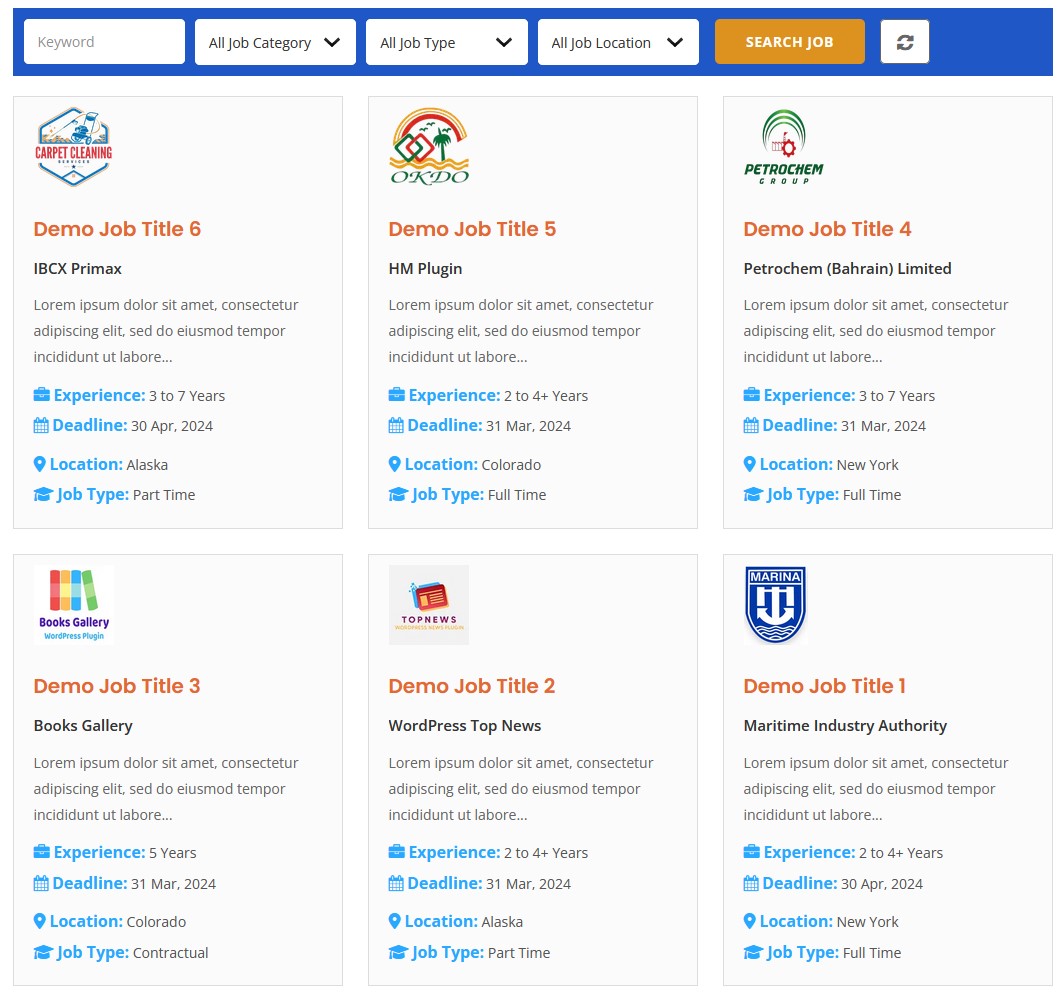 Keyword
All Job Category
All Job Type
All Job Location
SEARCH JOB
CARPET CLEANING
SERVICES
Demo Job Title 6
IBCX Primax
Lorem ipsum dolor sit amet, consectetur
adipiscing elit, sed do eiusmod tempor
incididunt ut labore...
Experience: 3 to 7 Years
Deadline: 30 Apr, 2024
Location: Alaska
Job Type: Part Time
OKDO
Demo Job Title 5
HM Plugin
Lorem ipsum dolor sit amet, consectetur
adipiscing elit, sed do eiusmod tempor
incididunt ut labore...
Experience: 2 to 4+ Years
Deadline: 31 Mar, 2024
Location: Colorado
Job Type: Full Time
PETROCHEM
GROUP
Demo Job Title 4
Petrochem (Bahrain) Limited
Lorem ipsum dolor sit amet, consectetur
adipiscing elit, sed do eiusmod tempor
incididunt ut labore...
Experience: 3 to 7 Years
Deadline: 31 Mar, 2024
Location: New York
Job Type: Full Time
Books Gallery
WordPress Plugin
Demo Job Title 3
Books Gallery
Lorem ipsum dolor sit amet, consectetur
adipiscing elit, sed do eiusmod tempor
incididunt ut labore...
Experience: 5 Years
Deadline: 31 Mar, 2024
Location: Colorado
Job Type: Contractual
TOPNEWS
WORDPRESS NEWS PLUGIN
Demo Job Title 2
WordPress Top News
Lorem ipsum dolor sit amet, consectetur
adipiscing elit, sed do eiusmod tempor
incididunt ut labore...
Experience: 2 to 4+ Years
Deadline: 31 Mar, 2024
Location: Alaska
Job Type: Part Time
MARINA
Demo Job Title 1
Maritime Industry Authority
Lorem ipsum dolor sit amet, consectetur
adipiscing elit, sed do eiusmod tempor
incididunt ut labore...
Experience: 2 to 4+ Years
Deadline: 30 Apr, 2024
Location: New York
Job Type: Full Time